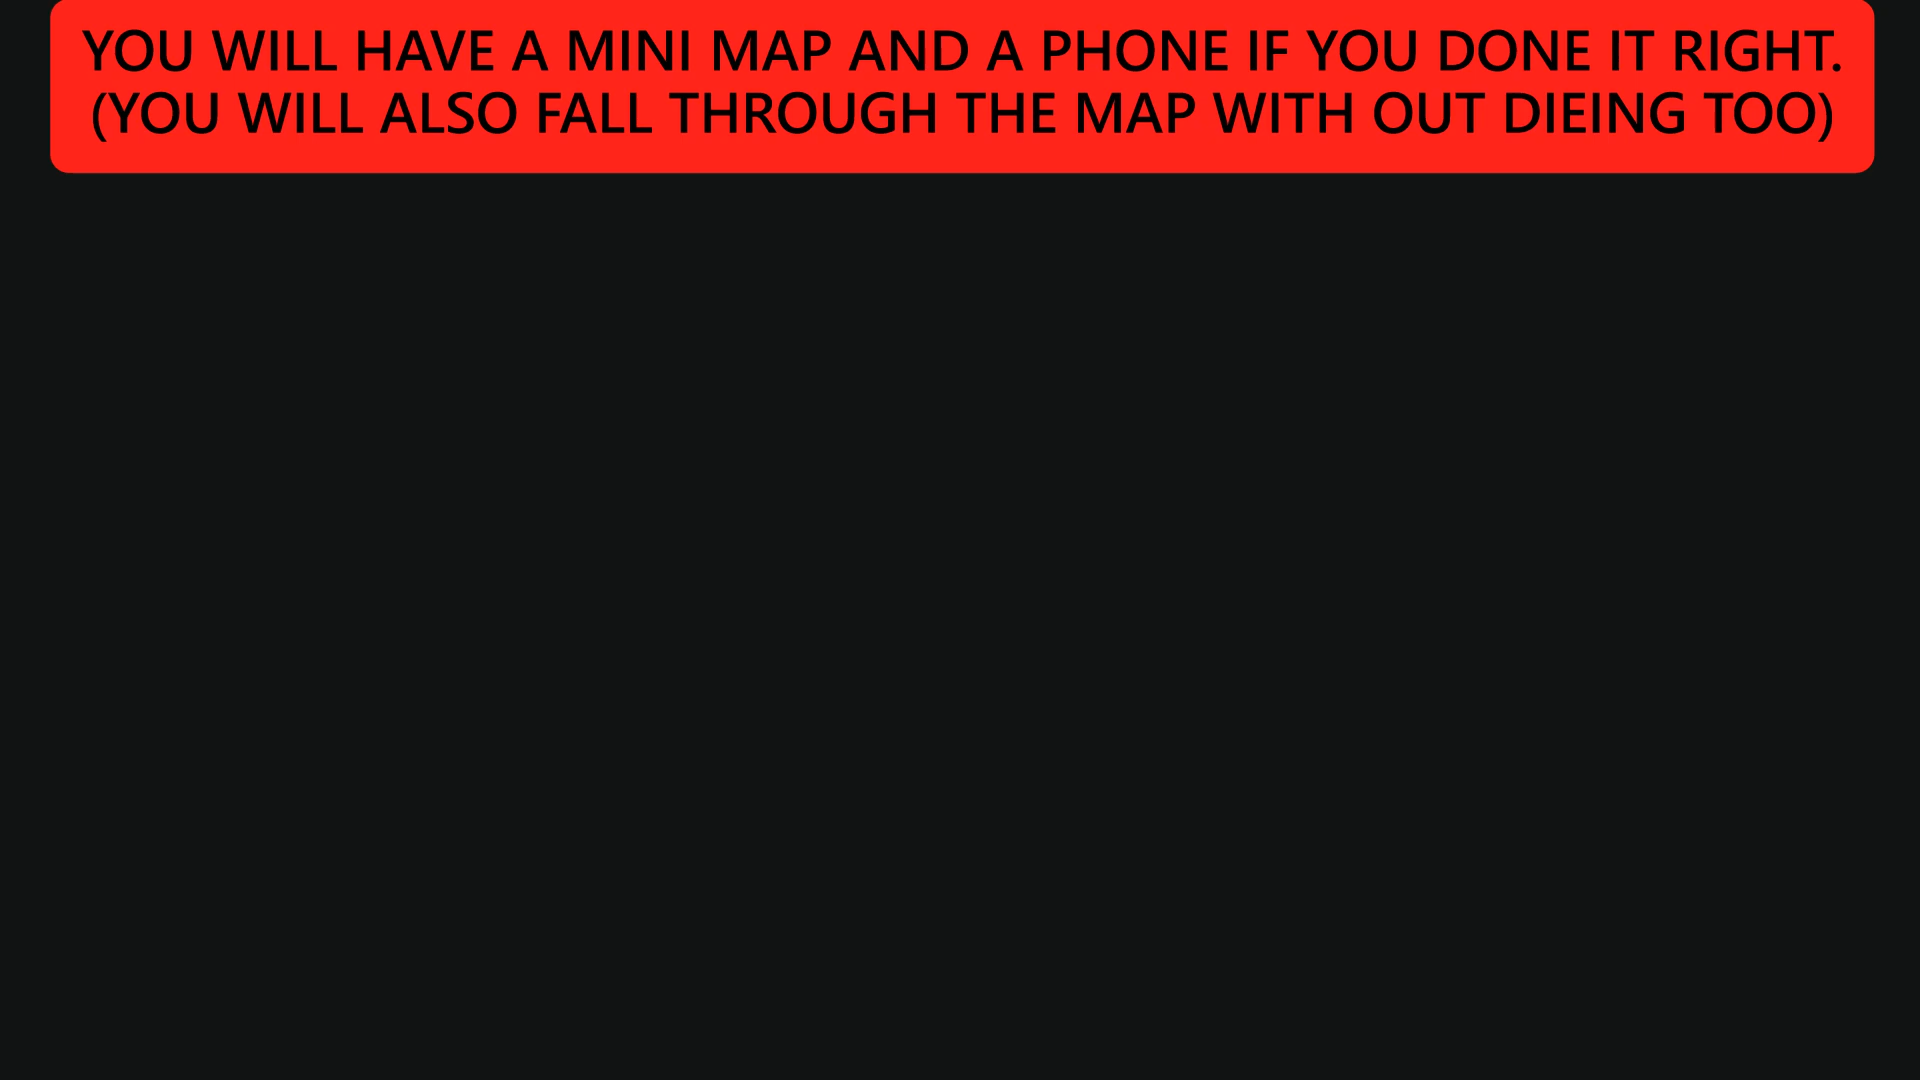 YOU WILL HAVE A MINI MAP AND A PHONE IF YOU DONE IT RIGHT.
(YOU WILL ALSO FALL THROUGH THE MAP WITH OUT DIEING TOO)